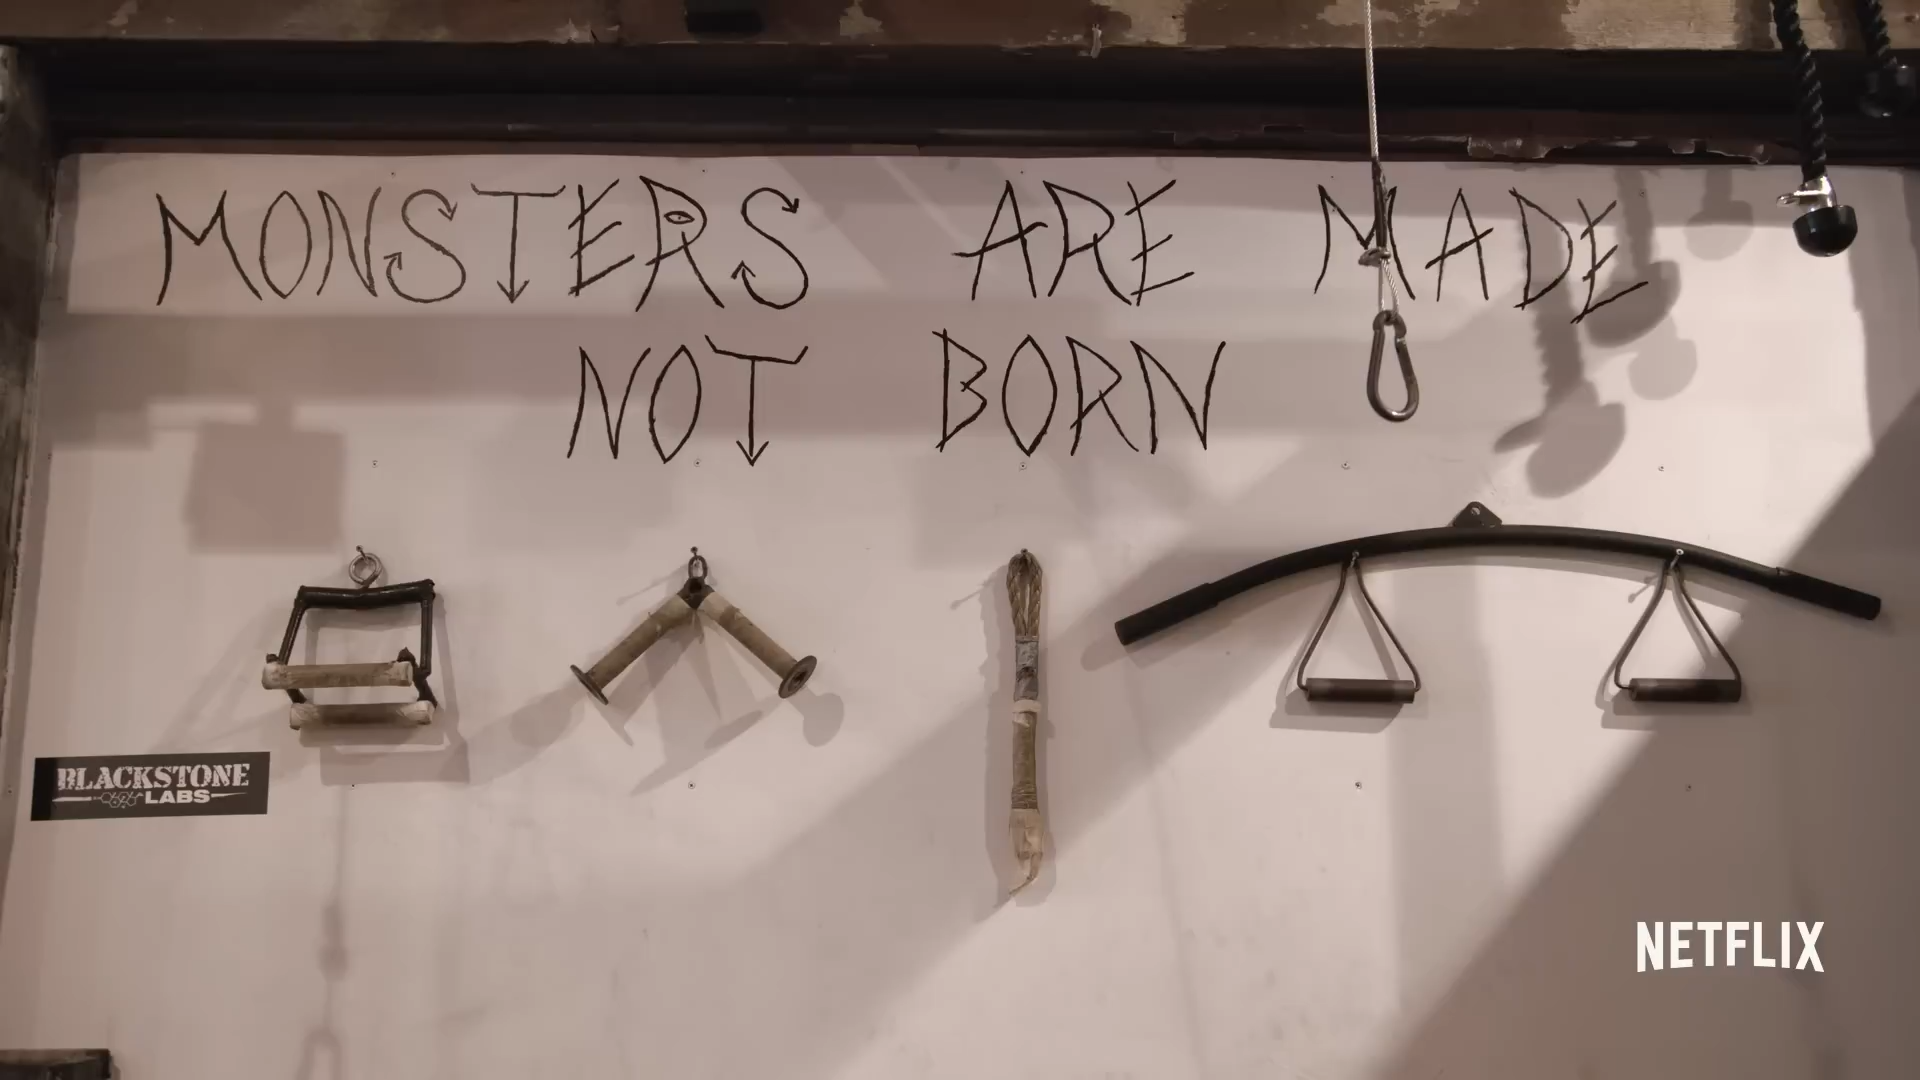 MONSTERS ARE MADE
NOT BORN
BLACKSTONE
LABS
NETFLIX